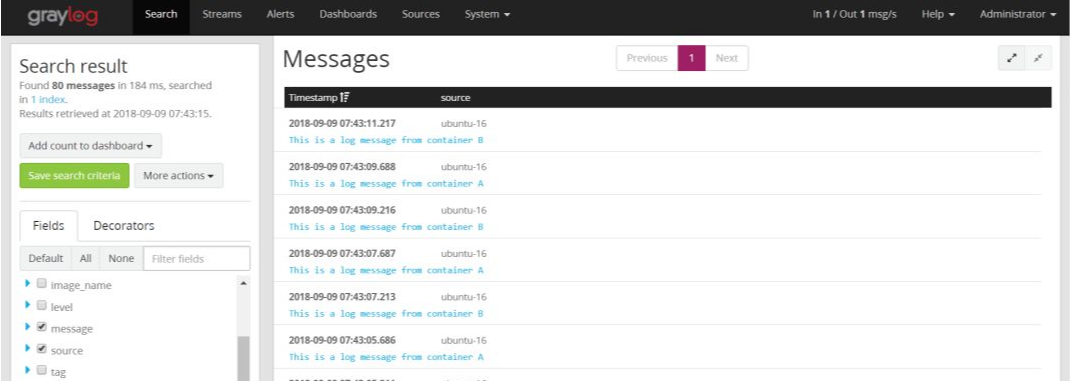 graylog Search Streams Alerts Dashboards Sources System In 1 / Out 1 msg/s Help Administrator
Search result
Found 80 messages in 184 ms, searched
in 1 index.
Results retrieved at 2018-09-09 07:43:15.
Add count to dashboard
Save search criteria More actions
Fields Decorators
Default All None Filter fields
image_name
level
message
source
tag
Messages
Previous 1 Next
Timestamp source
2018-09-09 07:43:11.217 ubuntu-16
This is a log message from container B
2018-09-09 07:43:09.688 ubuntu-16
This is a log message from container A
2018-09-09 07:43:09.216 ubuntu-16
This is a log message from container B
2018-09-09 07:43:07.687 ubuntu-16
This is a log message from container A
2018-09-09 07:43:07.213 ubuntu-16
This is a log message from container B
2018-09-09 07:43:05.686 ubuntu-16
This is a log message from container A